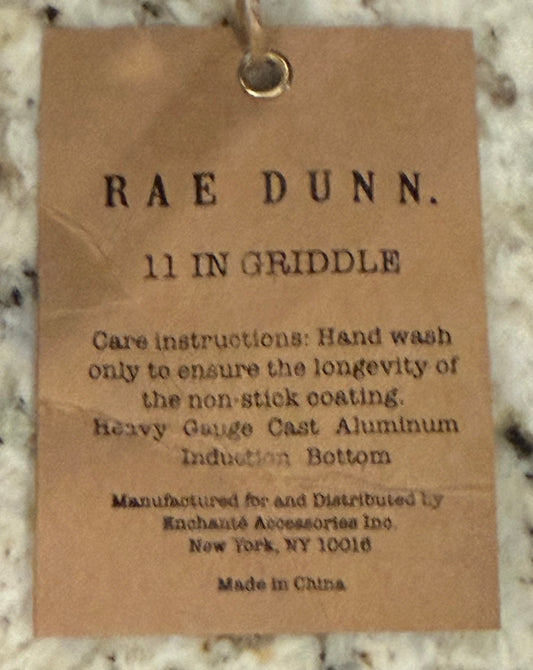 RAE DUNN.
11 IN GRIDDLE
Care instructions: Hand wash
only to ensure the longevity of
the non-stick coating.
Heavy Gauge Cast Aluminum
Induction Bottom
Manufactured for and Distributed by
Enchanté Accessories Inc.
New York, NY 10016
Made in China